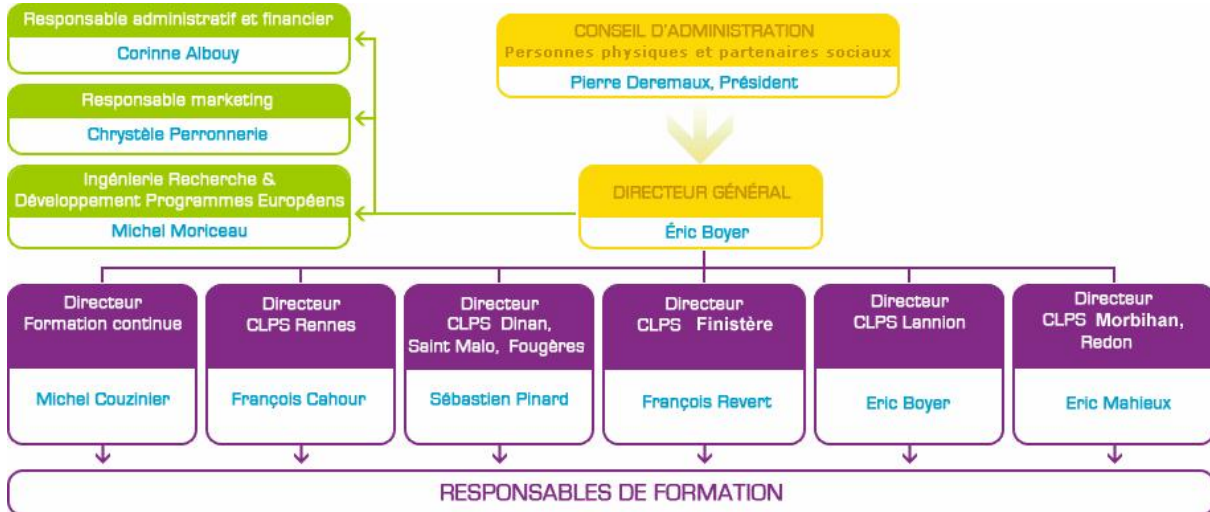 Responsable administratif et financier
Corinne Albouy
Responsable marketing
Chrystèle Perronnerie
Ingénierie Recherche &
Développement Programmes Européens
Michel Moriceau
CONSEIL D'ADMINISTRATION
Personnes physiques et partenaires sociaux
Pierre Deremaux, Président
DIRECTEUR GÉNÉRAL
Éric Boyer
Directeur
Formation continue
Michel Couzinier
Directeur
CLPS Rennes
François Cahour
Directeur
CLPS Dinan,
Saint Malo, Fougères
Sébastien Pinard
Directeur
CLPS Finistère
François Revert
Directeur
CLPS Lannion
Eric Boyer
Directeur
CLPS Morbihan,
Redon
Eric Mahieux
RESPONSABLES DE FORMATION